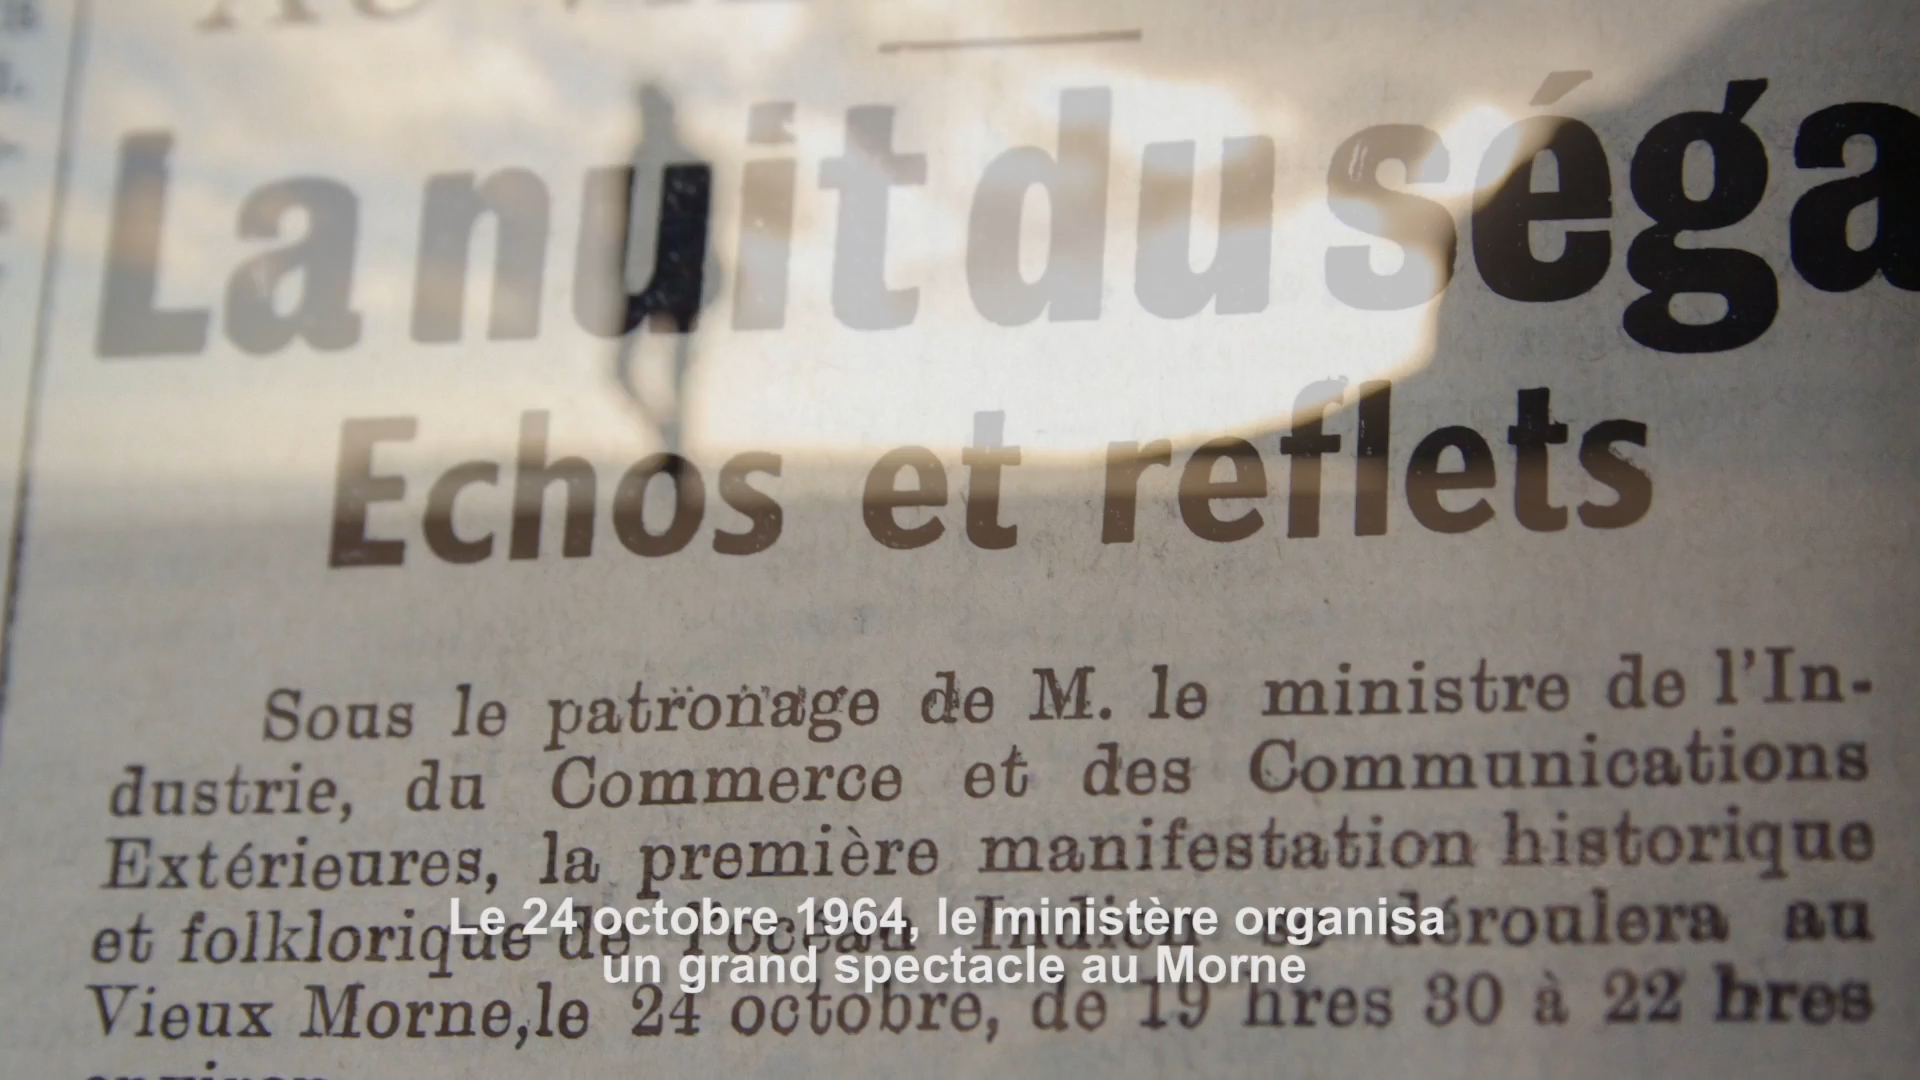 La nuit du séga
Echos et reflets
Sous le patronage de M. le ministre de l'In-
dustrie, du Commerce et des Communications
Extérieures, la première manifestation historique
et folklorique de l'océan Indien se déroulera au
Vieux Morne, le 24 octobre, de 19 hres 30 à 22 hres
environ
Le 24 octobre 1964, le ministère organisa
un grand spectacle au Morne